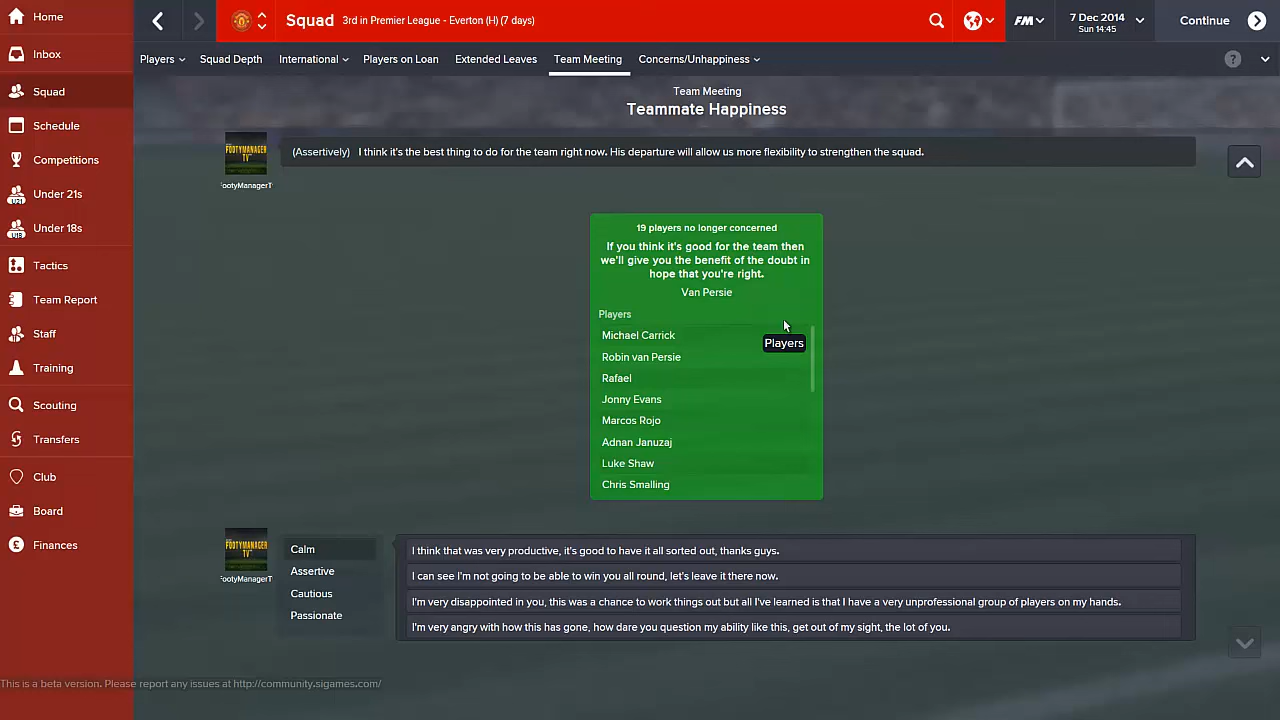 Home
Squad
3rd in Premier League - Everton (H) (7 days)
FM
7 Dec 2014
Sun 14:45
Continue
Inbox
Squad
Schedule
Competitions
Under 21s
Under 18s
Tactics
Team Report
Staff
Training
Scouting
Transfers
Club
Board
Finances
Players
Squad Depth
International
Players on Loan
Extended Leaves
Team Meeting
Concerns/Unhappiness
?
Team Meeting
Teammate Happiness
FOOTYMANAGER
TV
FootyManagerT
(Assertively) I think it's the best thing to do for the team right now. His departure will allow us more flexibility to strengthen the squad.
19 players no longer concerned
If you think it's good for the team then
we'll give you the benefit of the doubt in
hope that you're right.
Van Persie
Players
Michael Carrick
Players
Robin van Persie
Rafael
Jonny Evans
Marcos Rojo
Adnan Januzaj
Luke Shaw
Chris Smalling
FOOTYMANAGER
TV
FootyManagerT
Calm
Assertive
Cautious
Passionate
I think that was very productive, it's good to have it all sorted out, thanks guys.
I can see I'm not going to be able to win you all round, let's leave it there now.
I'm very disappointed in you, this was a chance to work things out but all I've learned is that I have a very unprofessional group of players on my hands.
I'm very angry with how this has gone, how dare you question my ability like this, get out of my sight, the lot of you.
This is a beta version. Please report any issues at http://community.sigames.com/